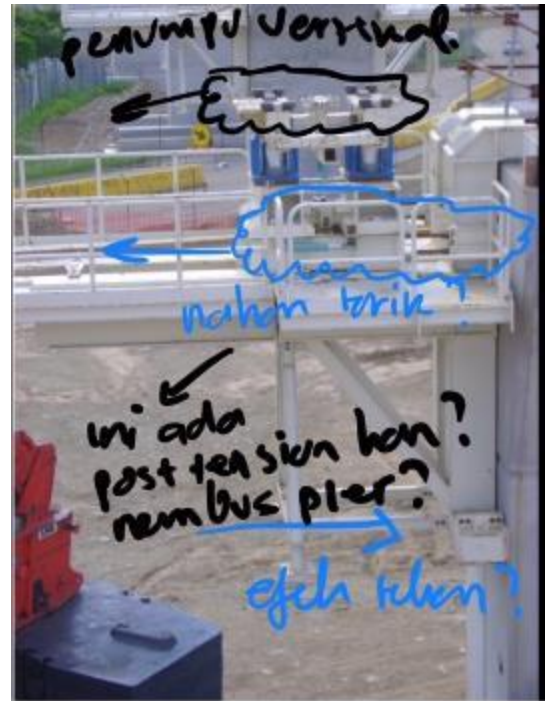 penumpu vertikal.
nahan tarik?
ini ada
post tension kan?
nembus pier?
efek tekan?